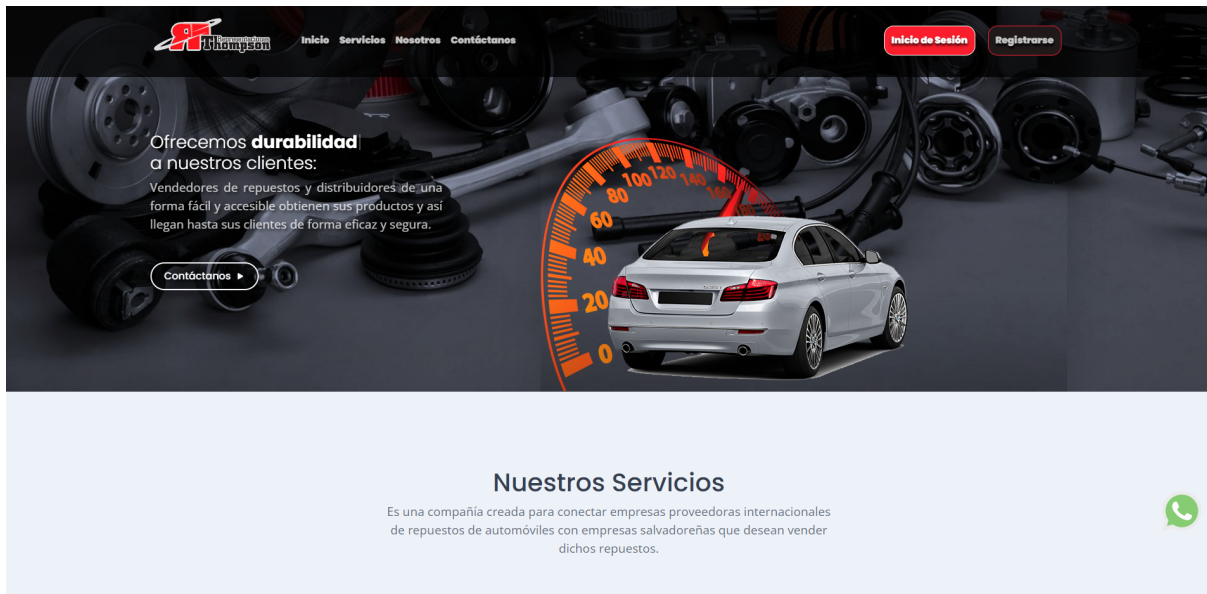 RT
Representaciones
Thompson
Inicio Servicios Nosotros Contáctanos
Inicio de Sesión
Registrarse
Ofrecemos durabilidad
a nuestros clientes:
Vendedores de repuestos y distribuidores de una
forma fácil y accesible obtienen sus productos y así
llegan hasta sus clientes de forma eficaz y segura.
Contáctanos
0
20
40
60
80
100
120
140
160
Nuestros Servicios
Es una compañía creada para conectar empresas proveedoras internacionales
de repuestos de automóviles con empresas salvadoreñas que desean vender
dichos repuestos.